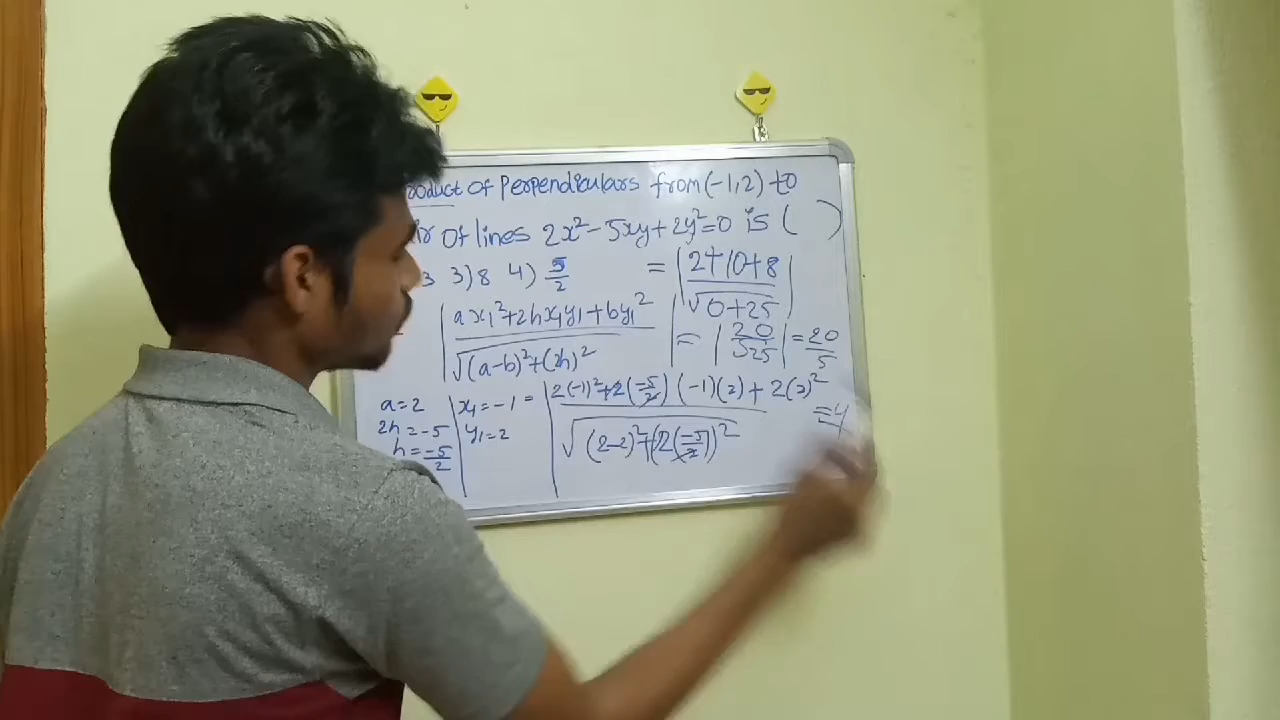 of Perpendiculars from (-1,2) to
of lines 2x²-5xy+2y²=0 is ( )
3 3) 8 4) 5/2
|ax₁²+2hx₁y₁+by₁²| / √(a-b)²+(2h)²
= |2+10+8 / √0+25|
= |20 / √25| = 20/5
= 4
a=2
2h=-5
h=-5/2
x₁=-1
y₁=2
= |2(-1)²+2(-5/2)(-1)(2)+2(2)² / √(2-2)²+(2(-5/2))²